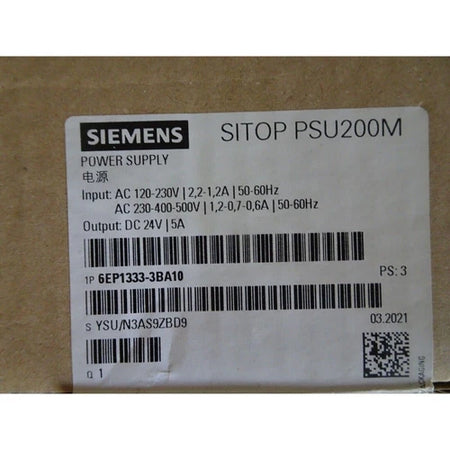 SIEMENS SITOP PSU200M
POWER SUPPLY
电源
Input: AC 120-230V | 2,2-1,2A | 50-60Hz
AC 230-400-500V | 1,2-0,7-0,6A | 50-60Hz
Output: DC 24V | 5A
1P 6EP1333-3BA10 PS: 3
S YSU/N3AS9ZBD9 03.2021
Q 1